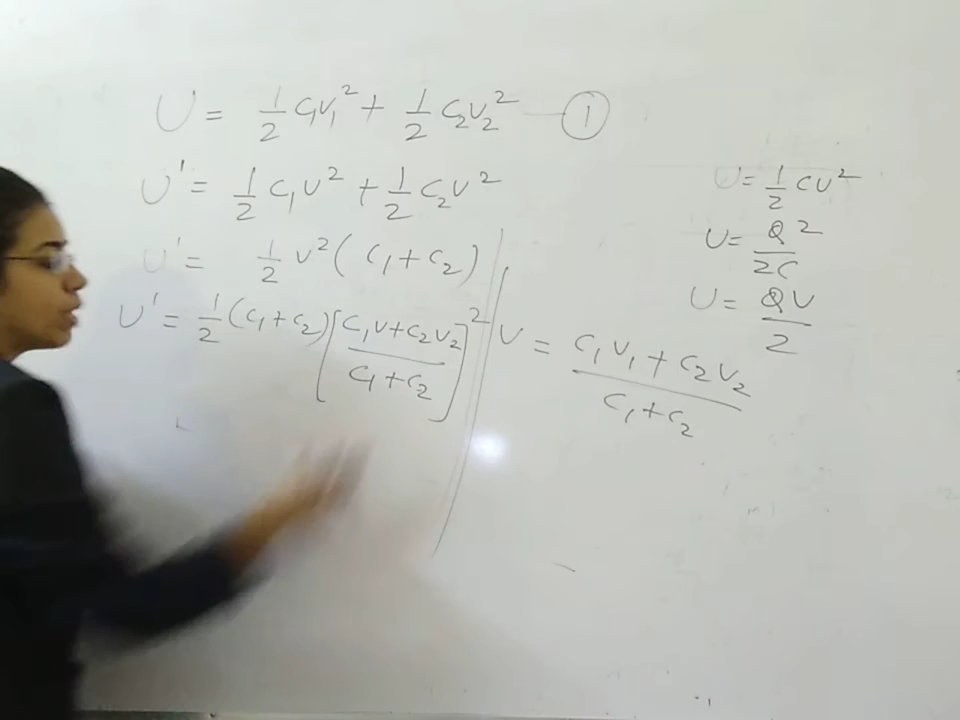 U = 1/2 C₁V₁² + 1/2 C₂V₂² — ①
U' = 1/2 C₁V² + 1/2 C₂V²
U' = 1/2 V² (C₁ + C₂)
U' = 1/2 (C₁ + C₂) [C₁V + C₂V₂ / C₁ + C₂]²
V = C₁V₁ + C₂V₂ / C₁ + C₂
U = 1/2 CV²
U = Q² / 2C
U = QV / 2